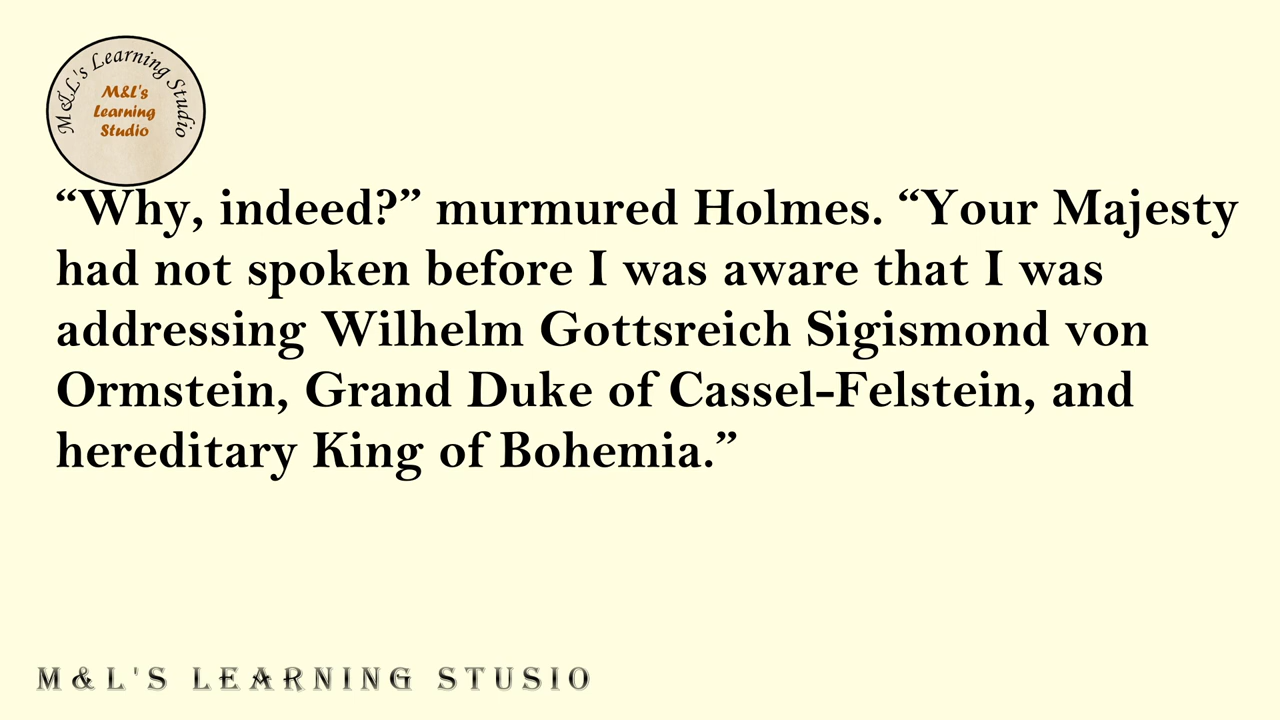 M&L's Learning Studio
M&L's
Learning
Studio
“Why, indeed?” murmured Holmes. “Your Majesty
had not spoken before I was aware that I was
addressing Wilhelm Gottsreich Sigismond von
Ormstein, Grand Duke of Cassel-Felstein, and
hereditary King of Bohemia.”
M&L'S LEARNING STUSIO